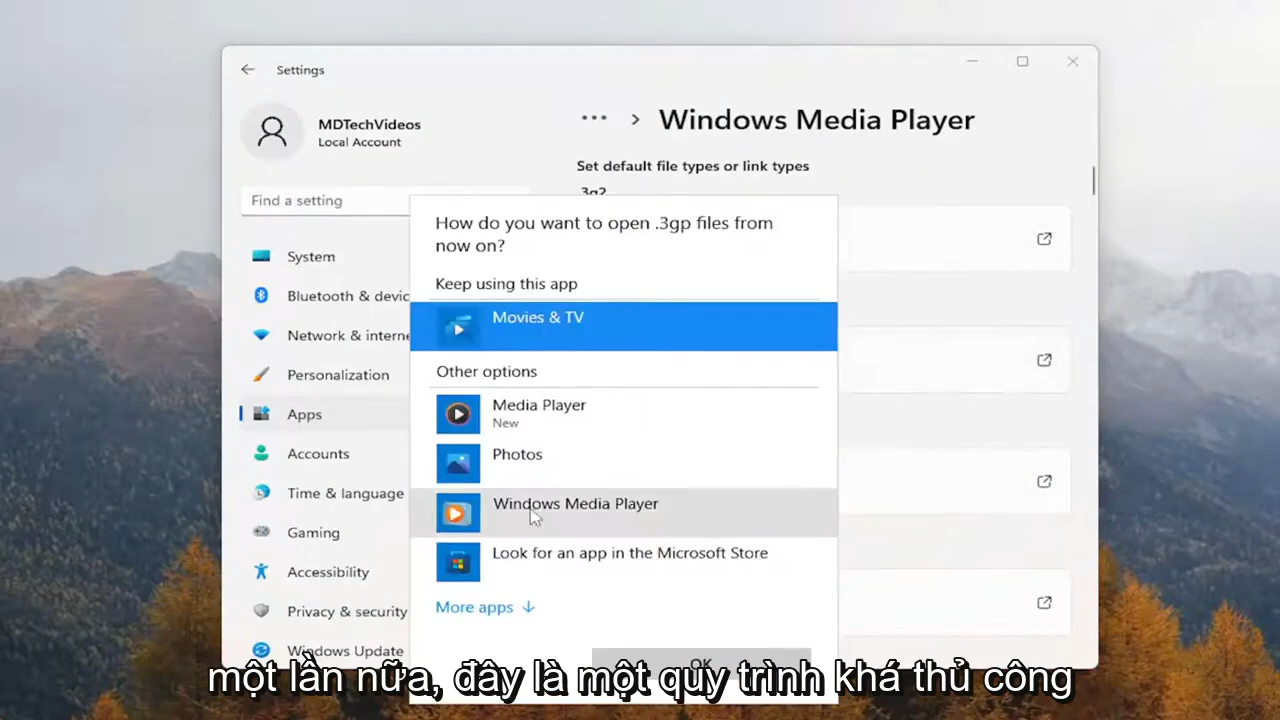 Settings
MDTechVideos
Local Account
Find a setting
System
Bluetooth & devic
Network & interne
Personalization
Apps
Accounts
Time & language
Gaming
Accessibility
Privacy & security
Windows Update
... > Windows Media Player
Set default file types or link types
.3g2
How do you want to open .3gp files from
now on?
Keep using this app
Movies & TV
Other options
Media Player
New
Photos
Windows Media Player
Look for an app in the Microsoft Store
More apps ↓
OK
một lần nữa, đây là một quy trình khá thủ công